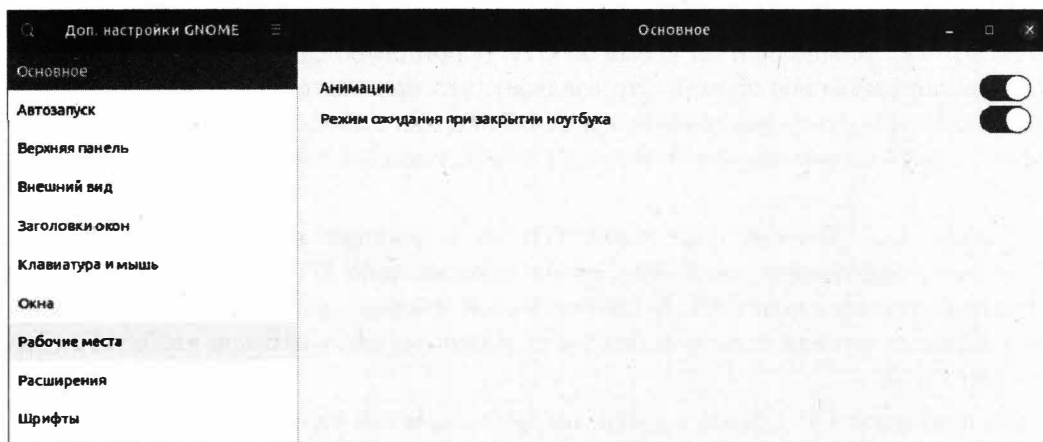 Доп. настройки GNOME
Основное
Основное
Автозапуск
Верхняя панель
Внешний вид
Заголовки окон
Клавиатура и мышь
Окна
Рабочие места
Расширения
Шрифты
Анимации
Режим ожидания при закрытии ноутбука